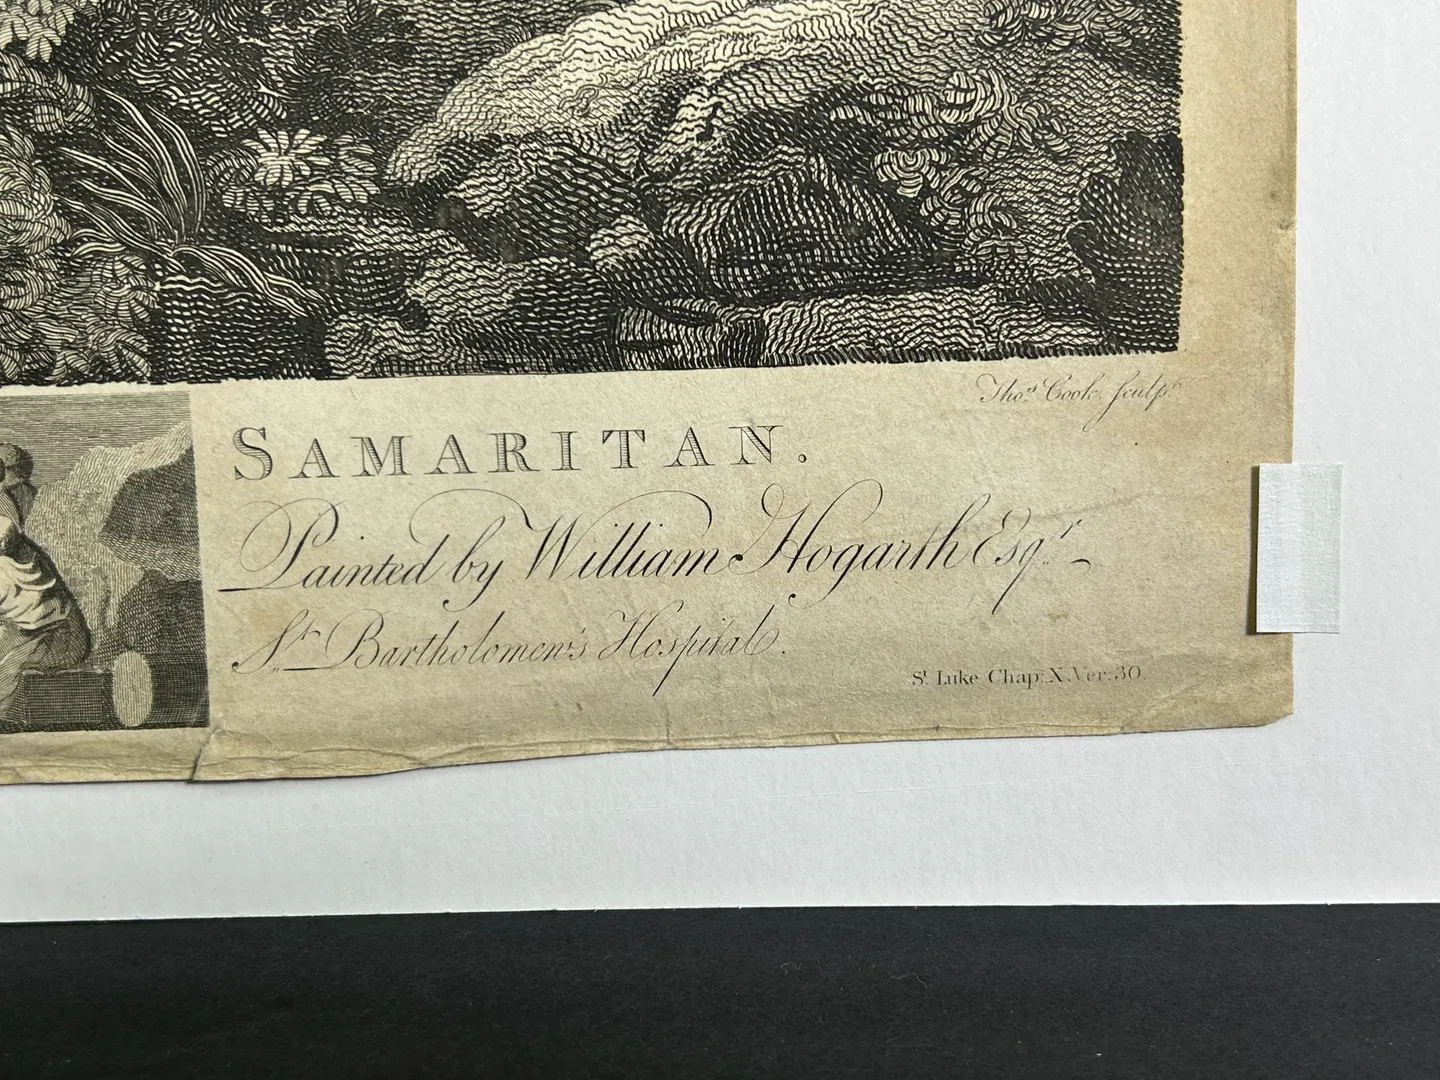 Thoˢ. Cook sculpᵗ.
SAMARITAN.
Painted by William Hogarth Esqʳ.
Sᵗ. Bartholomew's Hospital.
Sᵗ. Luke Chap: X. Ver: 30.